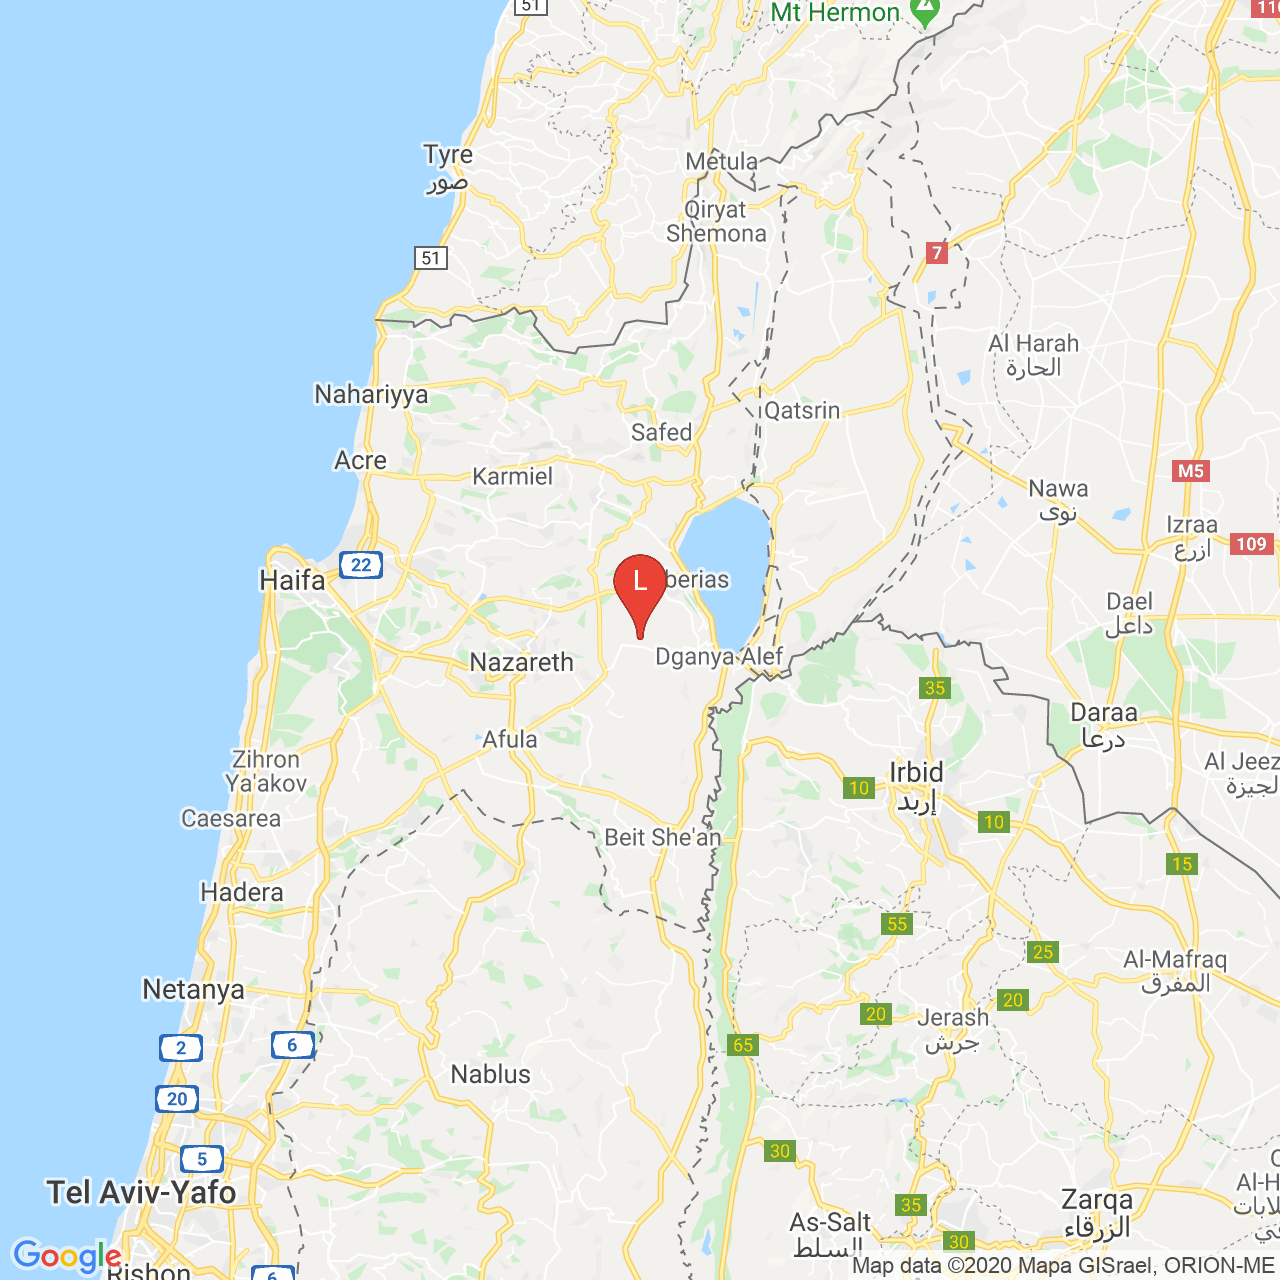 51
Mt Hermon
110
Tyre
صور
Metula
Qiryat
Shemona
51
7
Al Harah
الحارة
Nahariyya
Qatsrin
Safed
Acre
Karmiel
M5
Nawa
نوى
Izraa
ازرع
109
22
Haifa
L
berias
Dael
داعل
Nazareth
Dganya Alef
35
Daraa
درعا
Afula
Zihron
Ya'akov
Irbid
إربد
Al Jeez
الجيزة
10
Caesarea
10
Beit She'an
15
Hadera
55
25
Al-Mafraq
المفرق
Netanya
20
20
Jerash
جرش
2
6
65
Nablus
20
5
30
Tel Aviv-Yafo
35
Zarqa
الزرقاء
Al-H
As-Salt
السلط
30
Google
Rishon
6
Map data ©2020 Mapa GISrael, ORION-ME